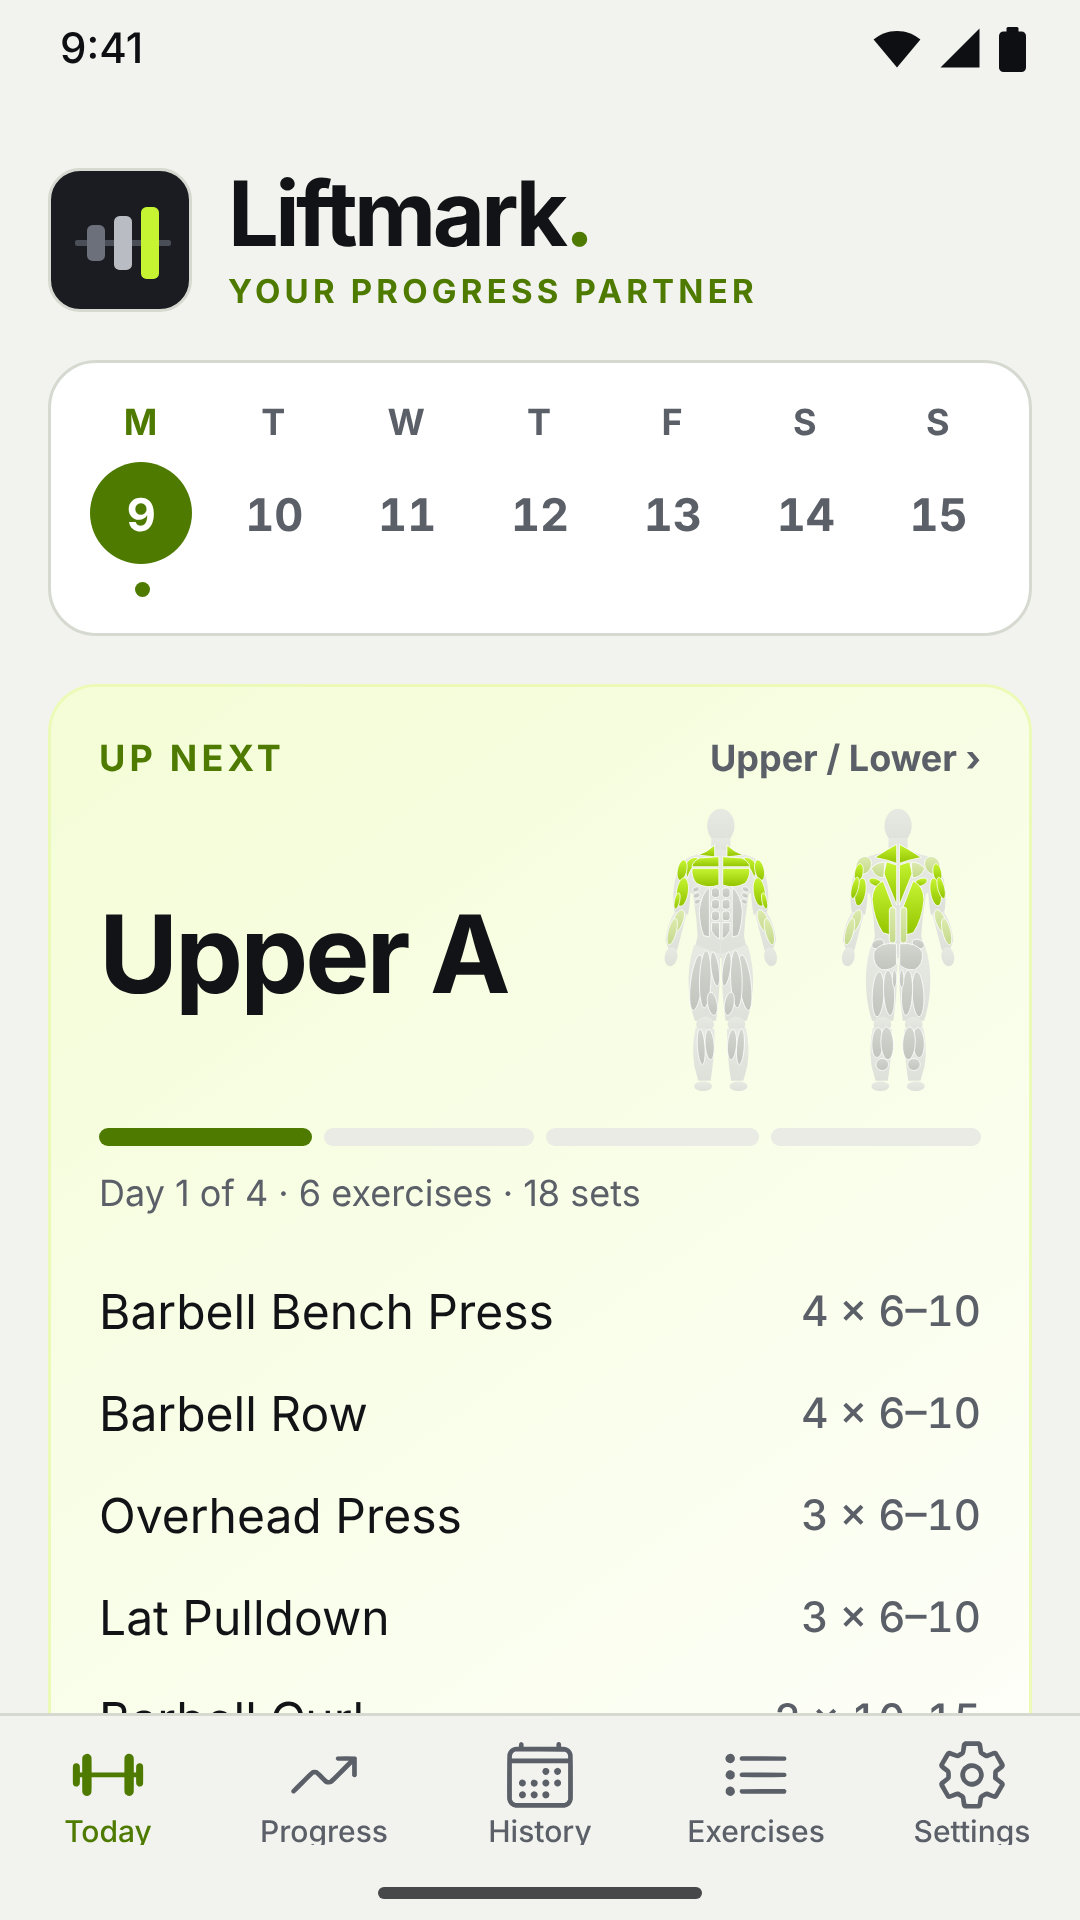 9:41
Liftmark.
YOUR PROGRESS PARTNER
M T W T F S S
9 10 11 12 13 14 15
UP NEXT
Upper / Lower ›
Upper A
Day 1 of 4 · 6 exercises · 18 sets
Barbell Bench Press 4 × 6–10
Barbell Row 4 × 6–10
Overhead Press 3 × 6–10
Lat Pulldown 3 × 6–10
Barbell Curl
Today Progress History Exercises Settings